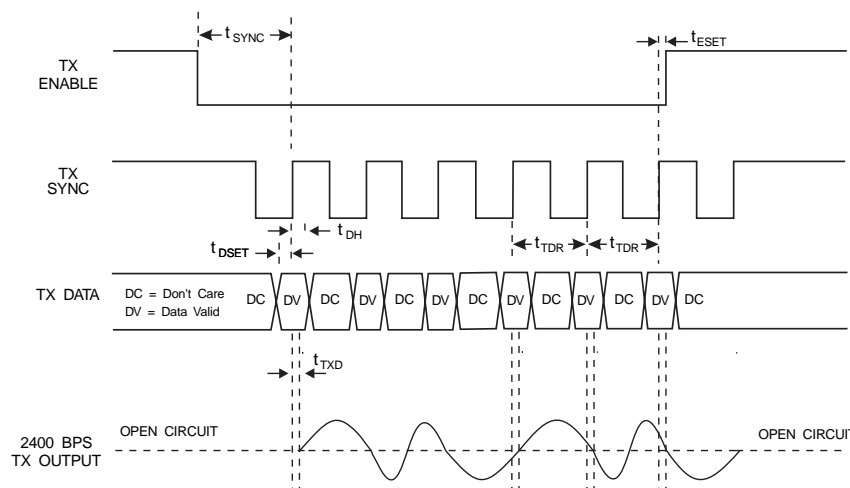 tSYNC
tESET
TX
ENABLE
TX
SYNC
tDH
tDSET
tTDR
tTDR
TX DATA
DC = Don't Care
DV = Data Valid
DC DV DC DV DC DV DC DV DC DV DC DV DC
tTXD
2400 BPS
TX OUTPUT
OPEN CIRCUIT
OPEN CIRCUIT